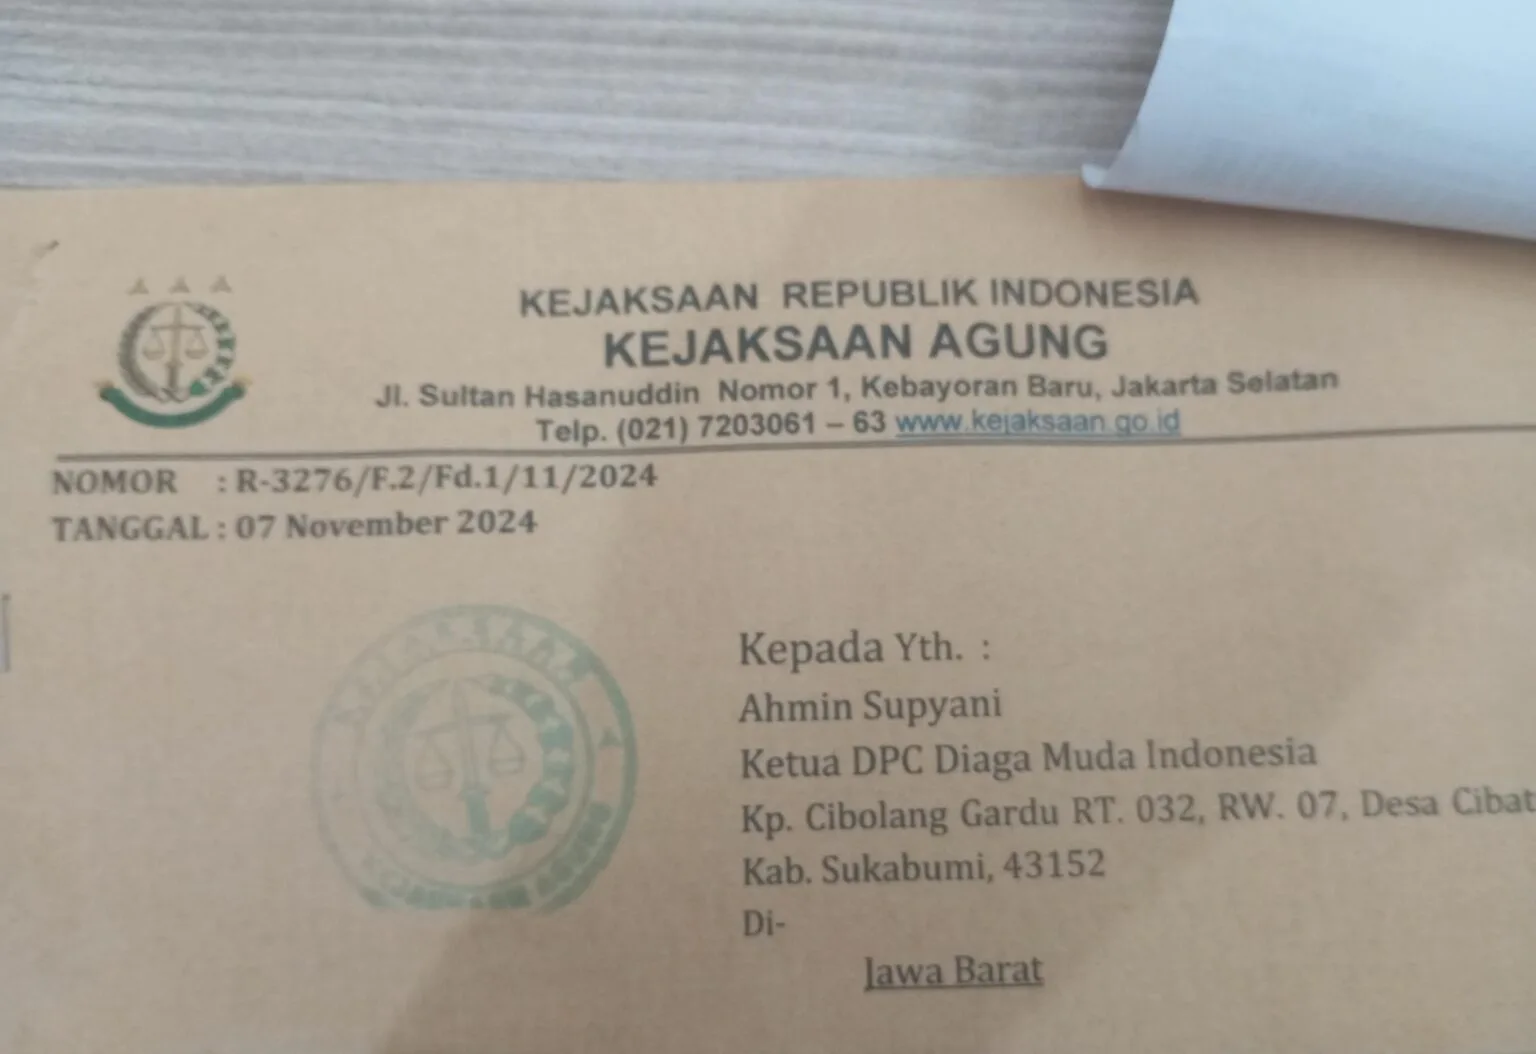 KEJAKSAAN REPUBLIK INDONESIA
KEJAKSAAN AGUNG
Jl. Sultan Hasanuddin Nomor 1, Kebayoran Baru, Jakarta Selatan
Telp. (021) 7203061 – 63 www.kejaksaan.go.id
NOMOR : R-3276/F.2/Fd.1/11/2024
TANGGAL : 07 November 2024
Kepada Yth. :
Ahmin Supyani
Ketua DPC Diaga Muda Indonesia
Kp. Cibolang Gardu RT. 032, RW. 07, Desa Cibat
Kab. Sukabumi, 43152
Di-
Jawa Barat